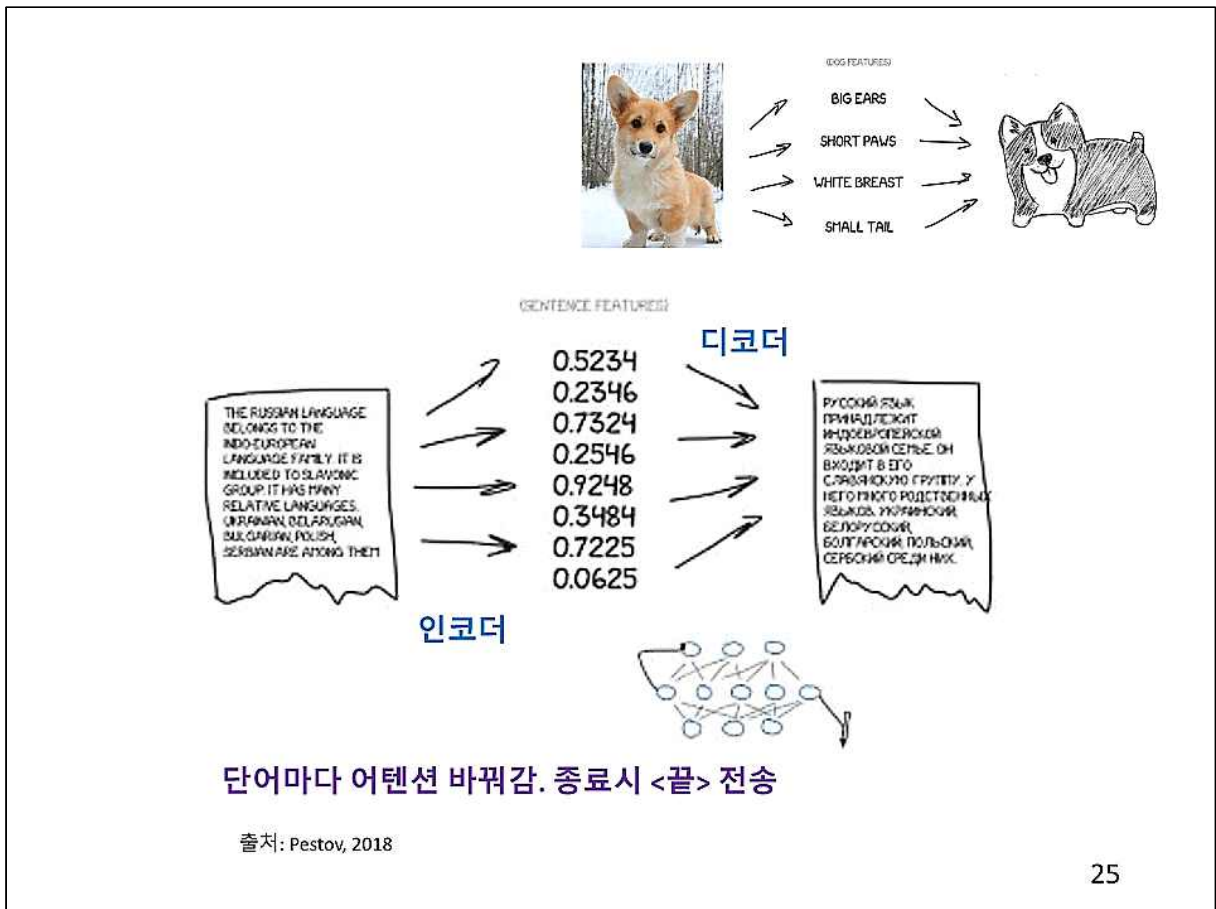 (DOG FEATURES)
BIG EARS
SHORT PAWS
WHITE BREAST
SMALL TAIL
(SENTENCE FEATURES)
디코더
0.5234
0.2346
0.7324
0.2546
0.9248
0.3484
0.7225
0.0625
THE RUSSIAN LANGUAGE
BELONGS TO THE
INDO-EUROPEAN
LANGUAGE FAMILY. IT IS
INCLUDED TO SLAVONIC
GROUP. IT HAS MANY
RELATIVE LANGUAGES.
UKRAINIAN, BELARUSIAN,
BULGARIAN, POLISH,
SERBIAN ARE AMONG THEM
РУССКИЙ ЯЗЫК
ПРИНАДЛЕЖИТ
ИНДОЕВРОПЕЙСКОЙ
ЯЗЫКОВОЙ СЕМЬЕ. ОН
ВХОДИТ В ЕГО
СЛАВЯНСКУЮ ГРУППУ. У
НЕГО МНОГО РОДСТВЕННЫХ
ЯЗЫКОВ. УКРАИНСКИЙ,
БЕЛОРУССКИЙ,
БОЛГАРСКИЙ, ПОЛЬСКИЙ,
СЕРБСКИЙ СРЕДИ НИХ.
인코더
단어마다 어텐션 바꿔감. 종료시 <끝> 전송
출처: Pestov, 2018
25